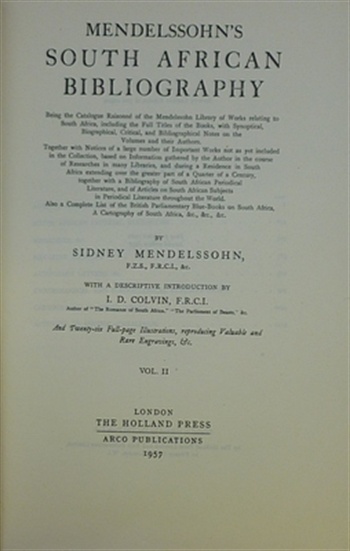 MENDELSSOHN'S
SOUTH AFRICAN
BIBLIOGRAPHY
Being the Catalogue Raisonné of the Mendelssohn Library of Works relating to
South Africa, including the Full Titles of the Books, with Synoptical,
Biographical, Critical, and Bibliographical Notes on the
Volumes and their Authors.
Together with Notices of a large number of Important Works not as yet included
in the Collection, based on Information gathered by the Author in the course
of Researches in many Libraries, and during a Residence in South
Africa extending over the greater part of a Quarter of a Century,
together with a Bibliography of South African Periodical
Literature, and of Articles on South African Subjects
in Periodical Literature throughout the World.
Also a Complete List of the British Parliamentary Blue-Books on South Africa,
A Cartography of South Africa, &c., &c., &c.
BY
SIDNEY MENDELSSOHN,
F.Z.S., F.R.C.I., &c.
WITH A DESCRIPTIVE INTRODUCTION BY
I. D. COLVIN, F.R.C.I.
Author of "The Romance of South Africa," "The Parliament of Beasts," &c.
And Twenty-six Full-page Illustrations, reproducing Valuable and
Rare Engravings, &c.
VOL. II
LONDON
THE HOLLAND PRESS
ARCO PUBLICATIONS
1957